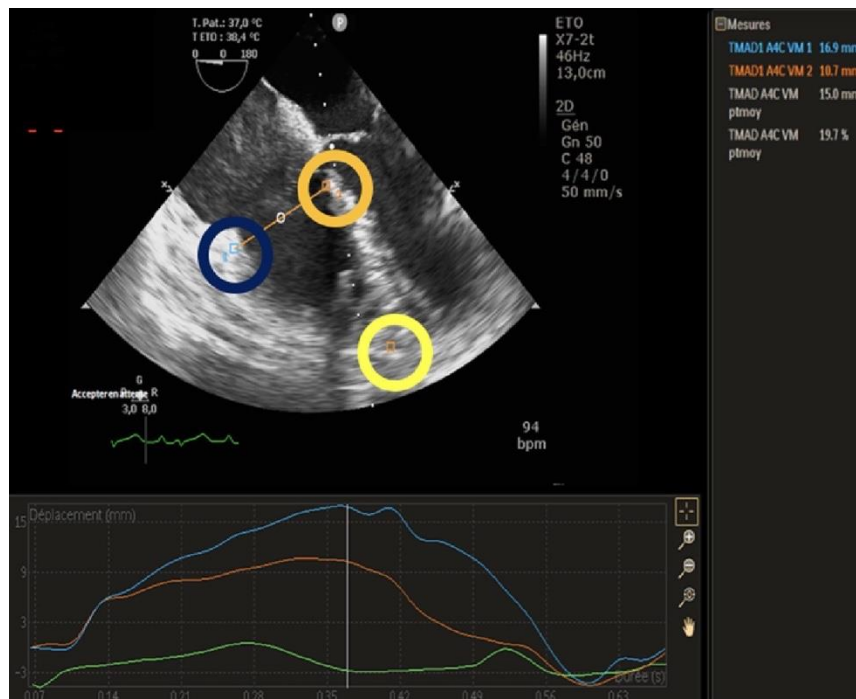 T. Pat.: 37,0 °C
T ETO : 38,4 °C
0 0 180
P
ETO
X7-2t
46Hz
13,0cm
2D
Gén
Gn 50
C 48
4/4/0
50 mm/s
x
x
G
P R
3,0 8,0
94
bpm
Mesures
TMAD1 A4C VM 1 16.9 mm
TMAD1 A4C VM 2 10.7 mm
TMAD A4C VM 15.0 mm
ptmoy
TMAD A4C VM 19.7 %
ptmoy
Déplacement (mm)
15
9
3
-3
Durée (s)
0.07 0.14 0.21 0.28 0.35 0.42 0.49 0.56 0.63